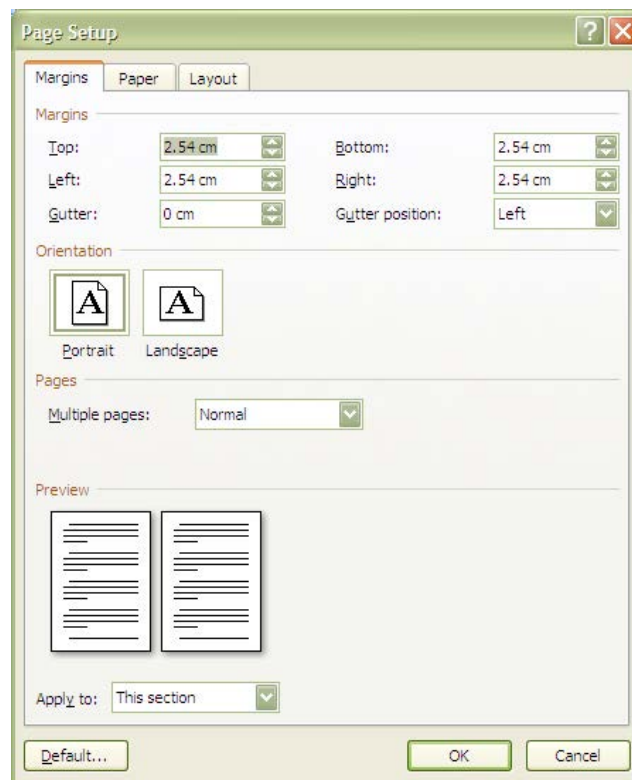 Page Setup
Margins Paper Layout
Margins
Top: 2.54 cm Bottom: 2.54 cm
Left: 2.54 cm Right: 2.54 cm
Gutter: 0 cm Gutter position: Left
Orientation
A A
Portrait Landscape
Pages
Multiple pages: Normal
Preview
Apply to: This section
Default... OK Cancel